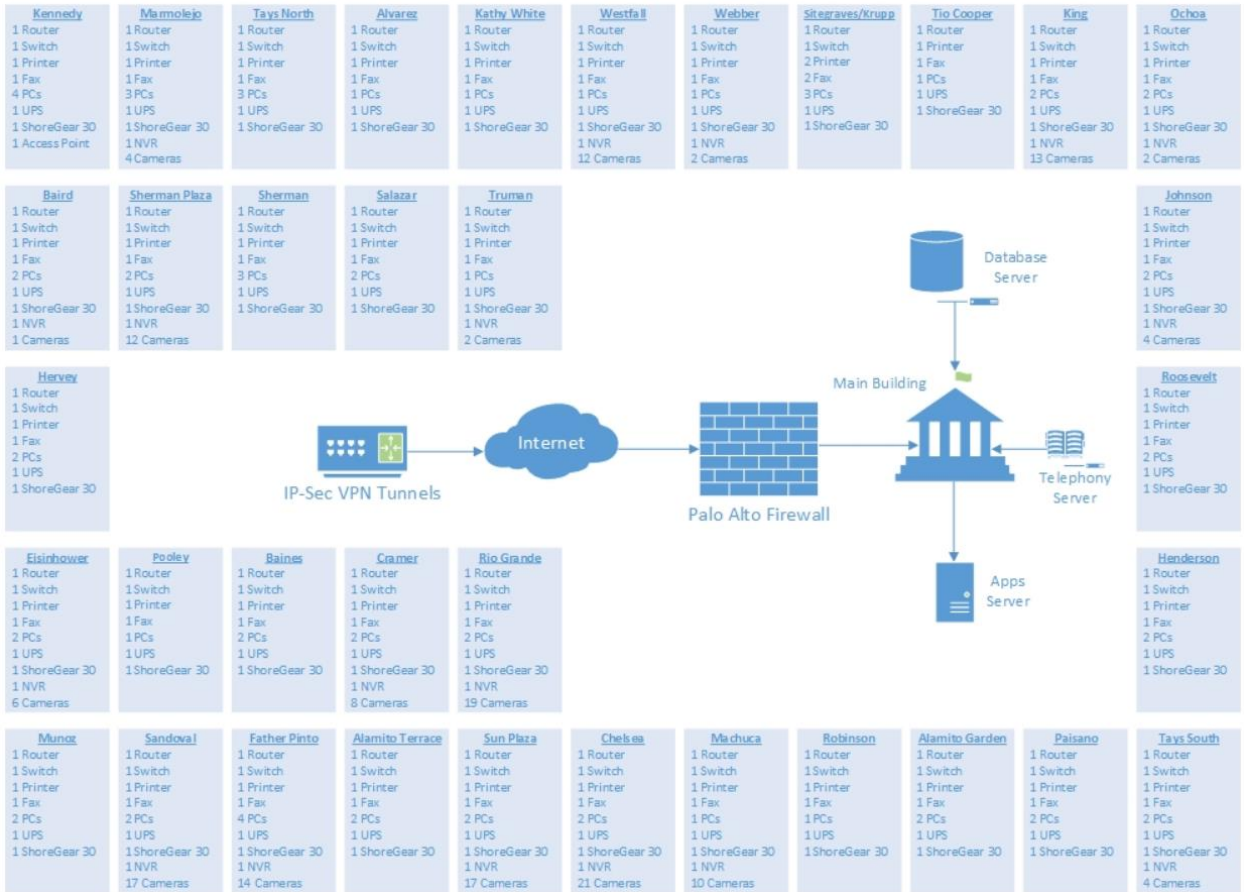 Kennedy
1 Router
1 Switch
1 Printer
1 Fax
4 PCs
1 UPS
1 ShoreGear 30
1 Access Point
Marmolejo
1 Router
1 Switch
1 Printer
1 Fax
3 PCs
1 UPS
1 ShoreGear 30
1 NVR
4 Cameras
Tays North
1 Router
1 Switch
1 Printer
1 Fax
3 PCs
1 UPS
1 ShoreGear 30
Alvarez
1 Router
1 Switch
1 Printer
1 Fax
1 PCs
1 UPS
1 ShoreGear 30
Kathy White
1 Router
1 Switch
1 Printer
1 Fax
1 PCs
1 UPS
1 ShoreGear 30
Westfall
1 Router
1 Switch
1 Printer
1 Fax
1 PCs
1 UPS
1 ShoreGear 30
1 NVR
12 Cameras
Webber
1 Router
1 Switch
1 Printer
1 Fax
1 PCs
1 UPS
1 ShoreGear 30
1 NVR
2 Cameras
Sitegraves/Krupp
1 Router
1 Switch
2 Printer
2 Fax
3 PCs
1 UPS
1 ShoreGear 30
Tio Cooper
1 Router
1 Printer
1 Fax
1 PCs
1 UPS
1 ShoreGear 30
King
1 Router
1 Switch
1 Printer
1 Fax
2 PCs
1 UPS
1 ShoreGear 30
1 NVR
13 Cameras
Ochoa
1 Router
1 Switch
1 Printer
1 Fax
2 PCs
1 UPS
1 ShoreGear 30
1 NVR
2 Cameras
Baird
1 Router
1 Switch
1 Printer
1 Fax
2 PCs
1 UPS
1 ShoreGear 30
1 NVR
1 Cameras
Sherman Plaza
1 Router
1 Switch
1 Printer
1 Fax
2 PCs
1 UPS
1 ShoreGear 30
1 NVR
12 Cameras
Sherman
1 Router
1 Switch
1 Printer
1 Fax
3 PCs
1 UPS
1 ShoreGear 30
Salazar
1 Router
1 Switch
1 Printer
1 Fax
2 PCs
1 UPS
1 ShoreGear 30
Truman
1 Router
1 Switch
1 Printer
1 Fax
1 PCs
1 UPS
1 ShoreGear 30
1 NVR
2 Cameras
Johnson
1 Router
1 Switch
1 Printer
1 Fax
2 PCs
1 UPS
1 ShoreGear 30
1 NVR
4 Cameras
Database
Server
Main Building
Hervey
1 Router
1 Switch
1 Printer
1 Fax
2 PCs
1 UPS
1 ShoreGear 30
IP-Sec VPN Tunnels
Internet
Palo Alto Firewall
Telephony
Server
Roosevelt
1 Router
1 Switch
1 Printer
1 Fax
2 PCs
1 UPS
1 ShoreGear 30
Apps
Server
Eisinhower
1 Router
1 Switch
1 Printer
1 Fax
2 PCs
1 UPS
1 ShoreGear 30
1 NVR
6 Cameras
Pooley
1 Router
1 Switch
1 Printer
1 Fax
1 PCs
1 UPS
1 ShoreGear 30
Baines
1 Router
1 Switch
1 Printer
1 Fax
2 PCs
1 UPS
1 ShoreGear 30
Cramer
1 Router
1 Switch
1 Printer
1 Fax
2 PCs
1 UPS
1 ShoreGear 30
1 NVR
8 Cameras
Rio Grande
1 Router
1 Switch
1 Printer
1 Fax
2 PCs
1 UPS
1 ShoreGear 30
1 NVR
19 Cameras
Henderson
1 Router
1 Switch
1 Printer
1 Fax
2 PCs
1 UPS
1 ShoreGear 30
Munoz
1 Router
1 Switch
1 Printer
1 Fax
2 PCs
1 UPS
1 ShoreGear 30
Sandoval
1 Router
1 Switch
1 Printer
1 Fax
2 PCs
1 UPS
1 ShoreGear 30
1 NVR
17 Cameras
Father Pinto
1 Router
1 Switch
1 Printer
1 Fax
4 PCs
1 UPS
1 ShoreGear 30
1 NVR
14 Cameras
Alamito Terrace
1 Router
1 Switch
1 Printer
1 Fax
2 PCs
1 UPS
1 ShoreGear 30
Sun Plaza
1 Router
1 Switch
1 Printer
1 Fax
2 PCs
1 UPS
1 ShoreGear 30
1 NVR
17 Cameras
Chelsea
1 Router
1 Switch
1 Printer
1 Fax
2 PCs
1 UPS
1 ShoreGear 30
1 NVR
21 Cameras
Machuca
1 Router
1 Switch
1 Printer
1 Fax
1 PCs
1 UPS
1 ShoreGear 30
1 NVR
10 Cameras
Robinson
1 Router
1 Switch
1 Printer
1 Fax
1 PCs
1 UPS
1 ShoreGear 30
Alamito Garden
1 Router
1 Switch
1 Printer
1 Fax
2 PCs
1 UPS
1 ShoreGear 30
Paisano
1 Router
1 Switch
1 Printer
1 Fax
2 PCs
1 UPS
1 ShoreGear 30
Tays South
1 Router
1 Switch
1 Printer
1 Fax
2 PCs
1 UPS
1 ShoreGear 30
1 NVR
4 Cameras